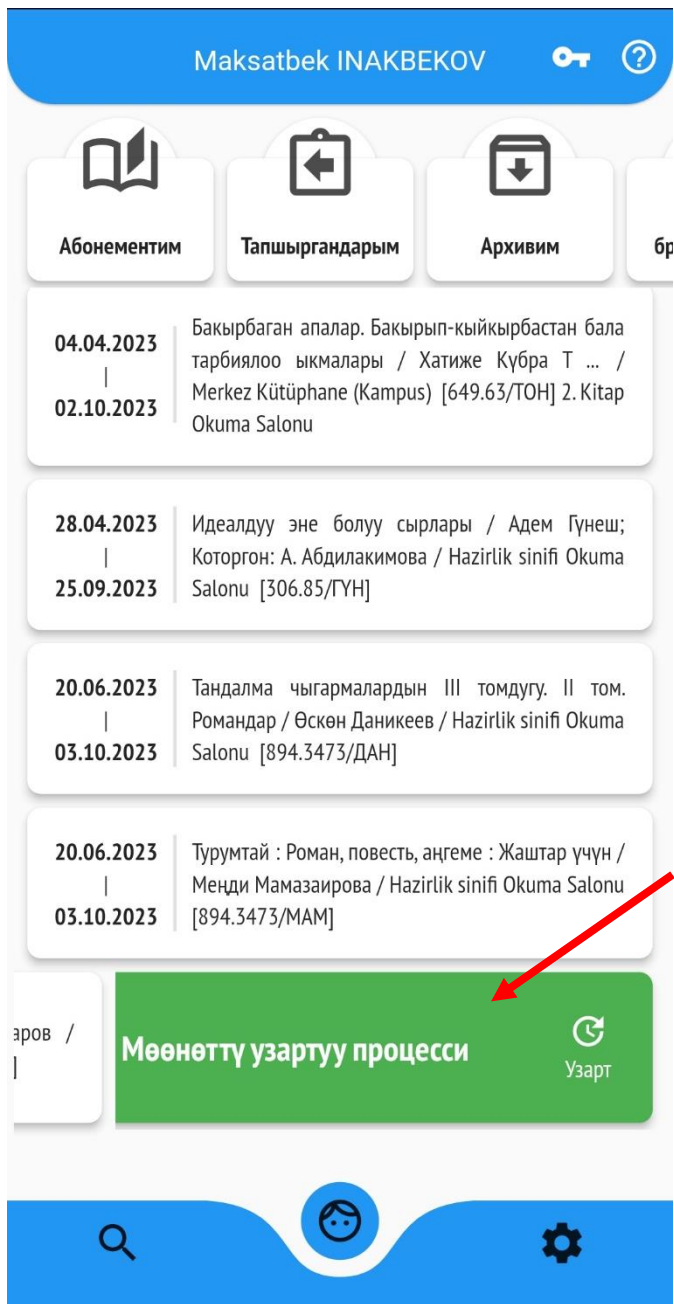 Maksatbek INAKBEKOV
Абонементим
Тапшыргандарым
Архивим
бр
04.04.2023
|
02.10.2023
Бакырбаган апалар. Бакырып-кыйкырбастан бала
тарбиялоо ыкмалары / Хатиже Күбра Т ... /
Merkez Kütüphane (Kampus) [649.63/ТОН] 2. Kitap
Okuma Salonu
28.04.2023
|
25.09.2023
Идеалдуу эне болуу сырлары / Адем Гүнеш;
Которгон: А. Абдилакимова / Hazirlik sinifi Okuma
Salonu [306.85/ГҮН]
20.06.2023
|
03.10.2023
Тандалма чыгармалардын III томдугу. II том.
Романдар / Өскөн Даникеев / Hazirlik sinifi Okuma
Salonu [894.3473/ДАН]
20.06.2023
|
03.10.2023
Турумтай : Роман, повесть, аңгеме : Жаштар үчүн /
Меңди Мамазаирова / Hazirlik sinifi Okuma Salonu
[894.3473/МАМ]
аров /
]
Мөөнөттү узартуу процесси
Узарт